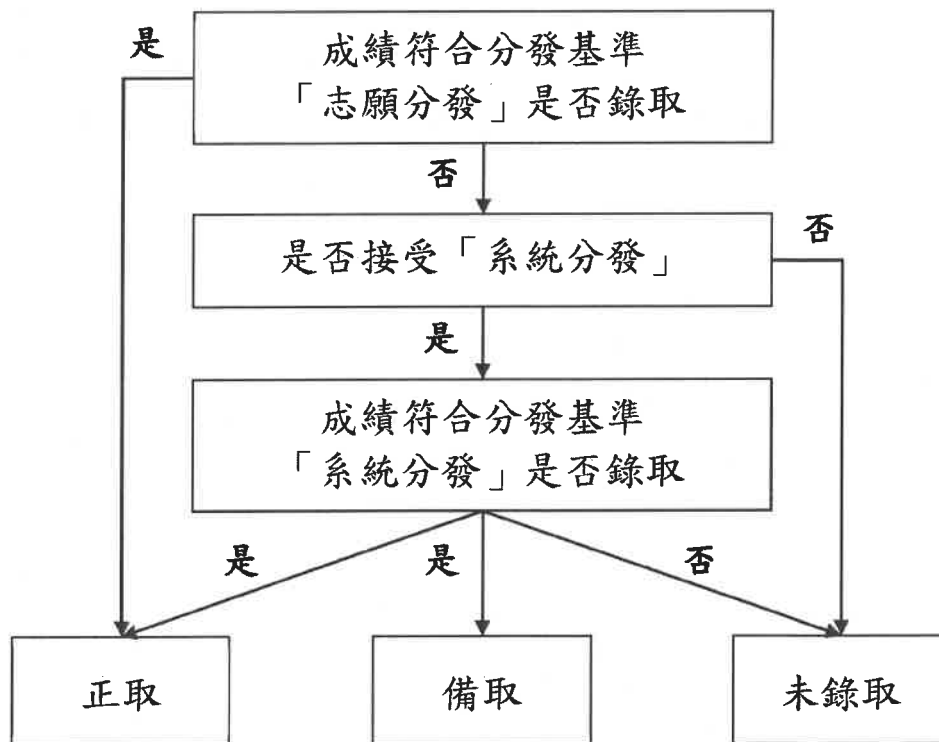 是
成績符合分發基準
「志願分發」是否錄取
否
是否接受「系統分發」
否
是
成績符合分發基準
「系統分發」是否錄取
是
是
否
正取
備取
未錄取